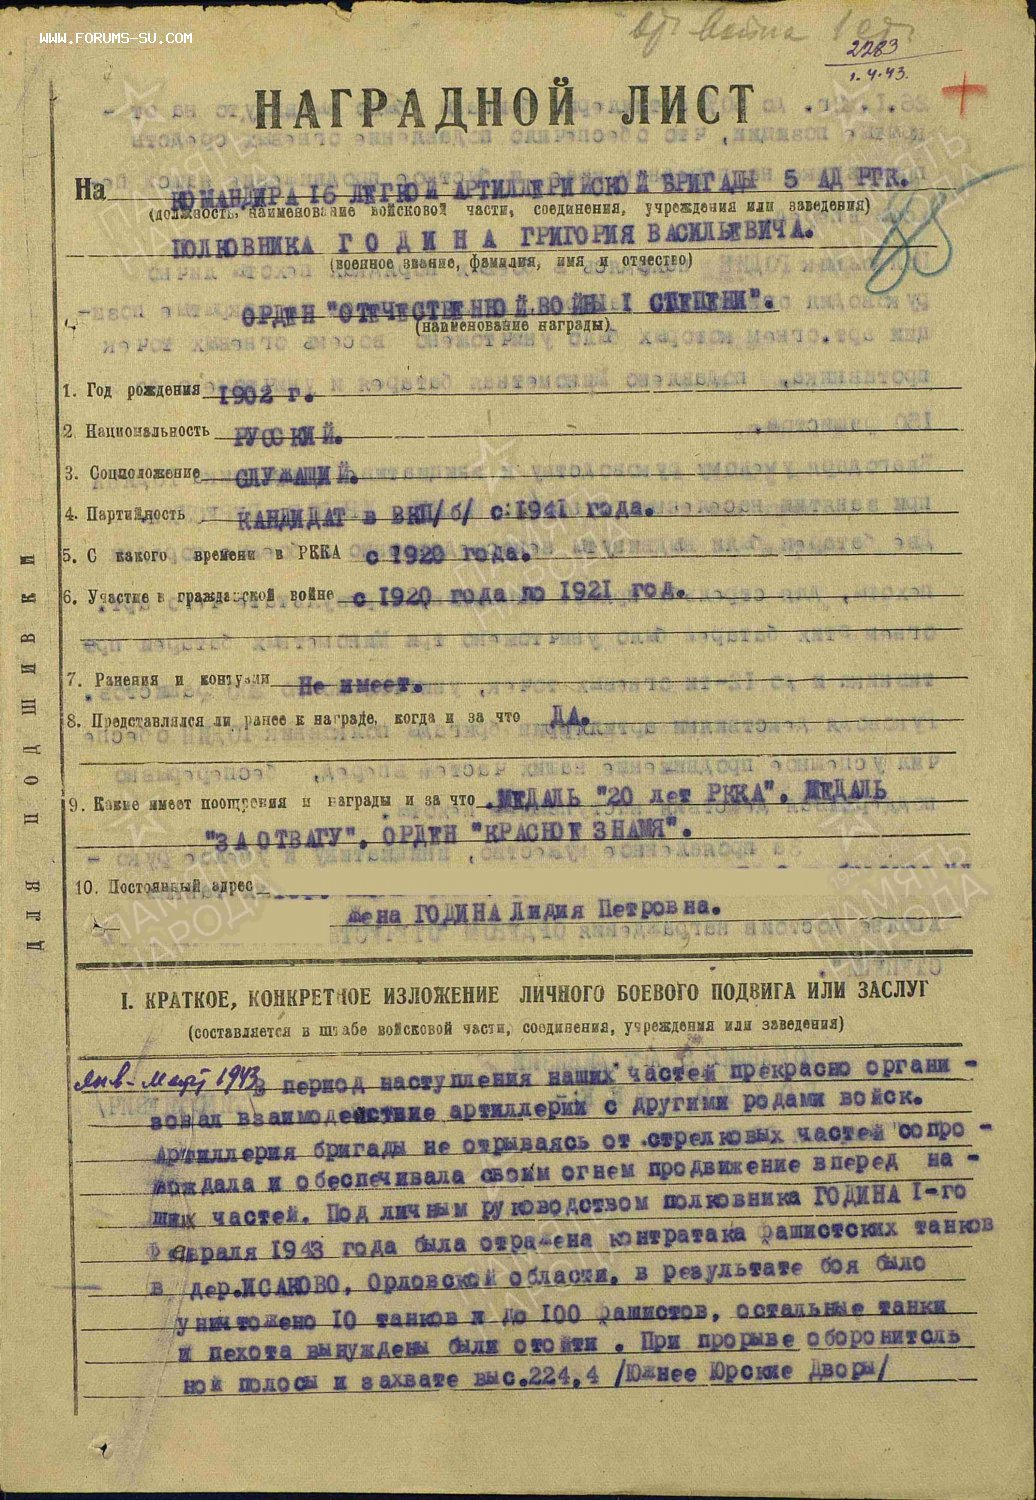 WWW.FORUMS-SU.COM
2283
1.4.43.
НАГРАДНОЙ ЛИСТ
На КОМАНДИРА 16 ЛЕГКОЙ АРТИЛЛЕРИЙСКОЙ БРИГАДЫ 5 АД РГК.
(должность, наименование войсковой части, соединения, учреждения или заведения)
ПОЛКОВНИКА ГОДИНА ГРИГОРИЯ ВАСИЛЬЕВИЧА.
(военное звание, фамилия, имя и отчество)
ОРДЕН "ОТЕЧЕСТВЕННОЙ ВОЙНЫ I СТЕПЕНИ".
(наименование награды)
1. Год рождения 1902 г.
2 Национальность РУССКИЙ.
3. Соцположение СЛУЖАЩИЙ.
4. Партийность КАНДИДАТ в ВКП/б/ с 1941 года.
5. С какого времени в РККА с 1920 года.
6. Участие в гражданской войне с 1920 года по 1921 год.
7. Ранения и контузии Не имеет.
8. Представлялся ли ранее к награде, когда и за что ДА.
9. Какие имеет поощрения и награды и за что МЕДАЛЬ "20 лет РККА". МЕДАЛЬ
"ЗА ОТВАГУ". ОРДЕН "КРАСНОЕ ЗНАМЯ".
10. Постоянный адрес
Жена ГОДИНА Лидия Петровна.
ДЛЯ ПОДШИВКИ
I. КРАТКОЕ, КОНКРЕТНОЕ ИЗЛОЖЕНИЕ ЛИЧНОГО БОЕВОГО ПОДВИГА ИЛИ ЗАСЛУГ
(составляется в штабе войсковой части, соединения, учреждения или заведения)
Янв-март 1943 В период наступления наших частей прекрасно органи -
зовал взаимодействие артиллерии с другими родами войск.
Артиллерия бригады не отрываясь от стрелковых частей сопро -
вождала и обеспечивала своим огнем продвижение вперед на -
ших частей. Под личным руководством полковника ГОДИНА I-го
Февраля 1943 года была отражена контратака фашистских танков
в дер.ИСАКОВО, Орловской области, в результате боя было
уничтожено 10 танков и до 100 фашистов, остальные танки
и пехота вынуждены были отойти . При прорыве оборонитель
ной полосы и захвате выс.224,4 /Южнее Юрские Дворы/
ПАМЯТЬ
НАРОДА